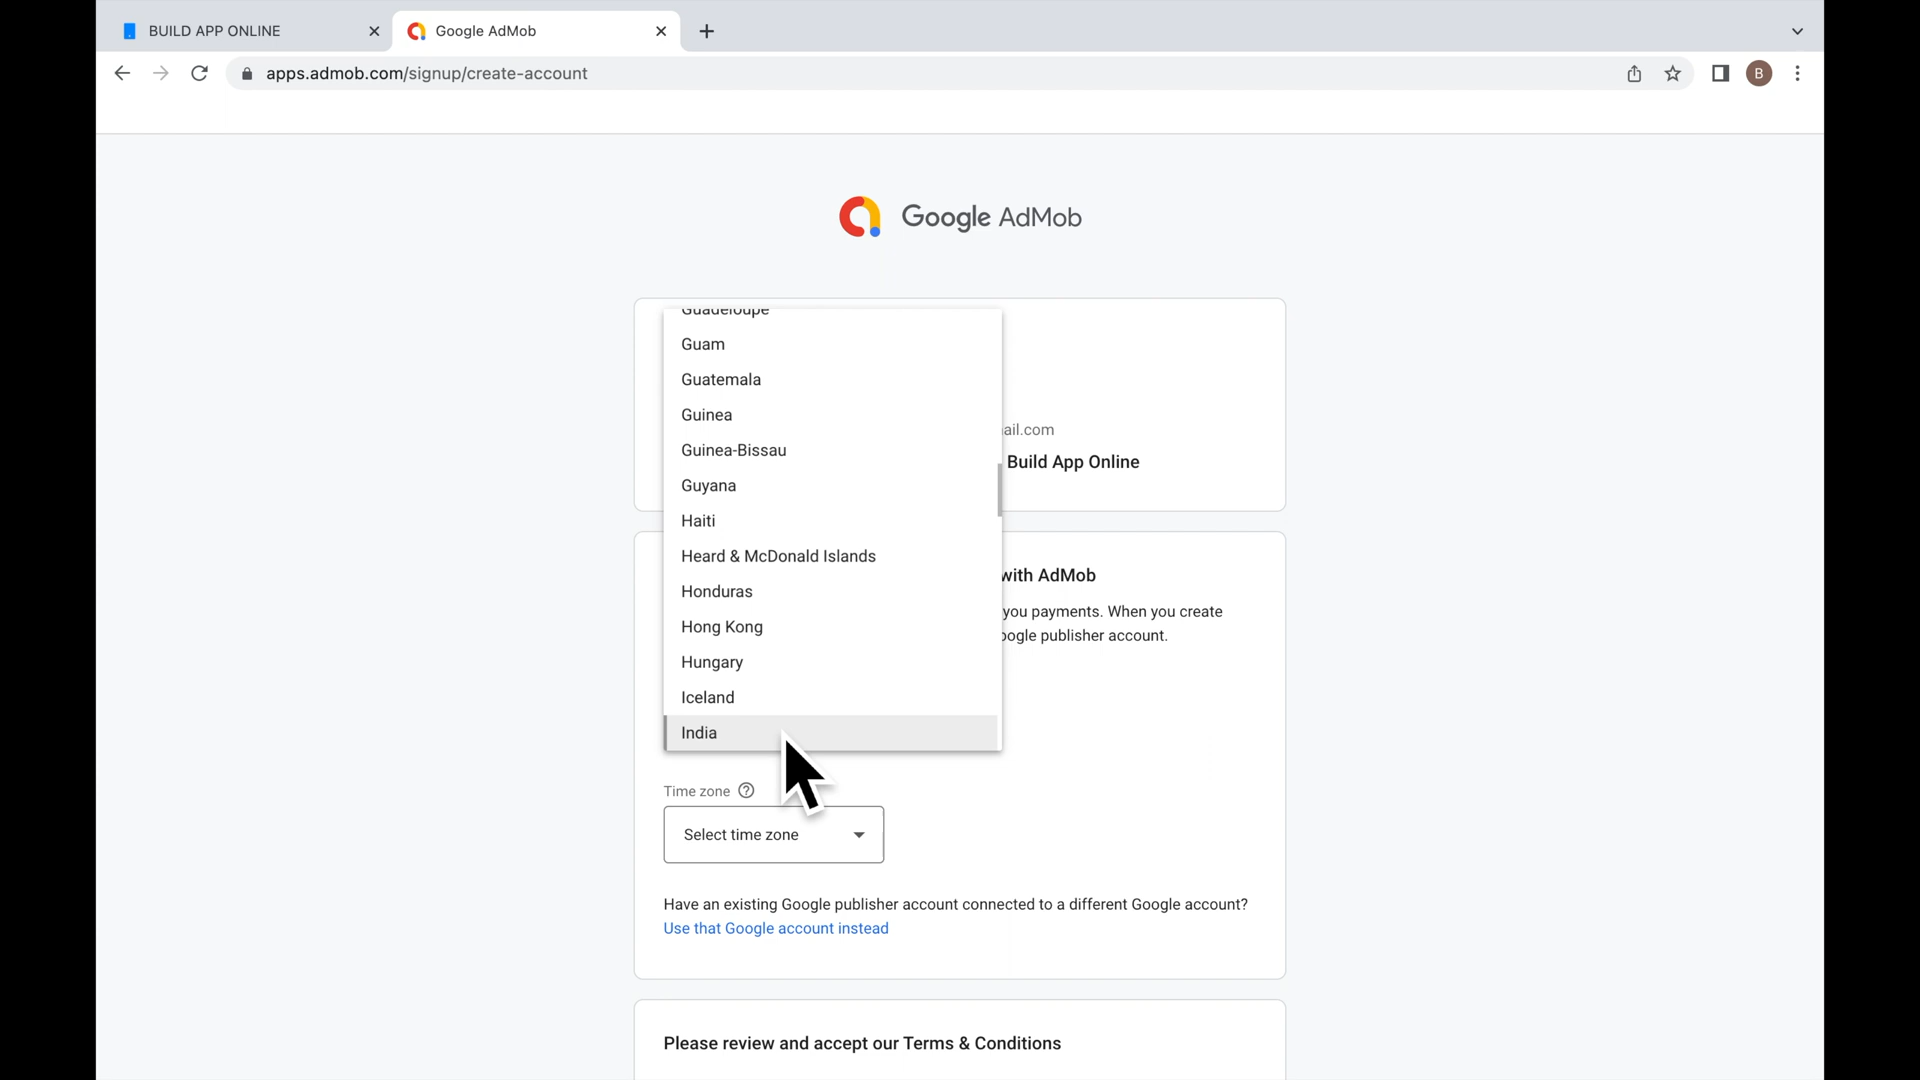 BUILD APP ONLINE
Google AdMob
apps.admob.com/signup/create-account
B
Google AdMob
Guadeloupe
Guam
Guatemala
Guinea
ail.com
Guinea-Bissau
Build App Online
Guyana
Haiti
Heard & McDonald Islands
with AdMob
Honduras
you payments. When you create
Hong Kong
ogle publisher account.
Hungary
Iceland
India
Time zone
Select time zone
Have an existing Google publisher account connected to a different Google account?
Use that Google account instead
Please review and accept our Terms & Conditions